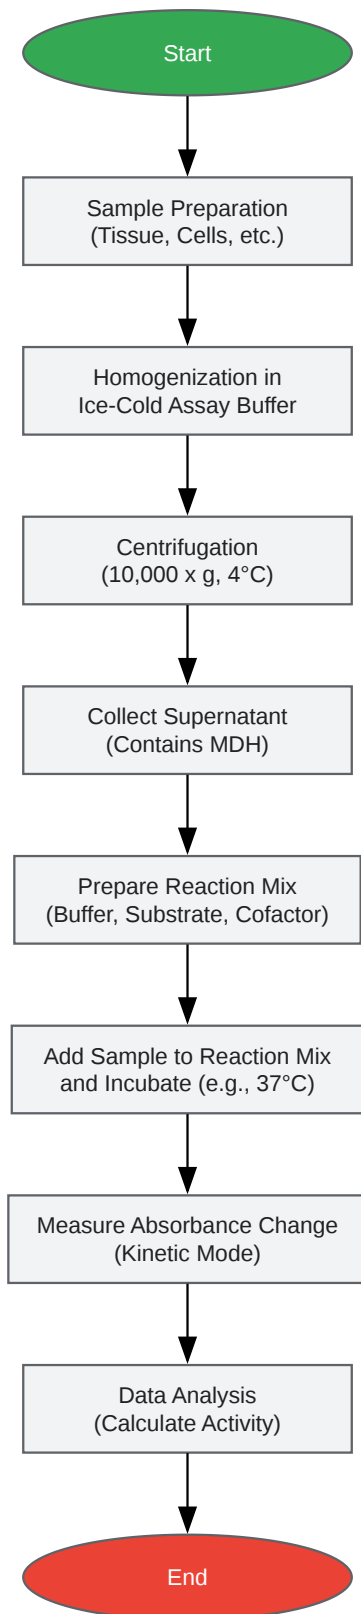 Start
Sample Preparation
(Tissue, Cells, etc.)
Homogenization in
Ice-Cold Assay Buffer
Centrifugation
(10,000 x g, 4°C)
Collect Supernatant
(Contains MDH)
Prepare Reaction Mix
(Buffer, Substrate, Cofactor)
Add Sample to Reaction Mix
and Incubate (e.g., 37°C)
Measure Absorbance Change
(Kinetic Mode)
Data Analysis
(Calculate Activity)
End